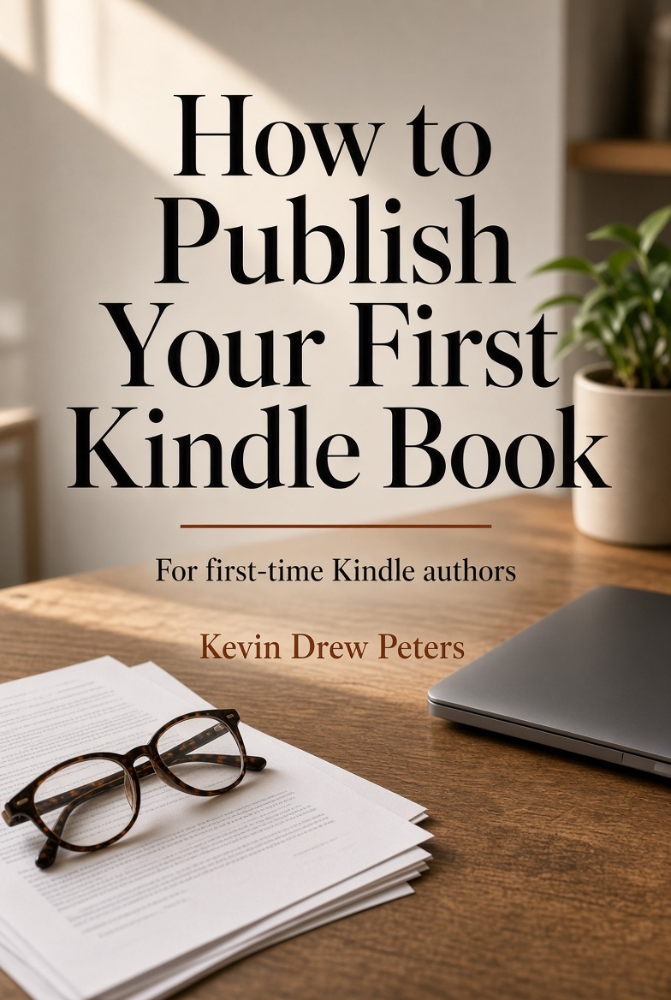 How to
Publish
Your First
Kindle Book
For first-time Kindle authors
Kevin Drew Peters